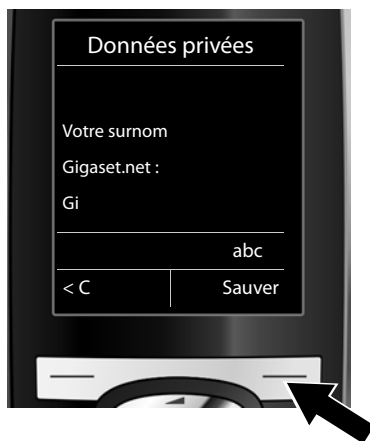 Données privées
Votre surnom
Gigaset.net :
Gi
abc
< C Sauver